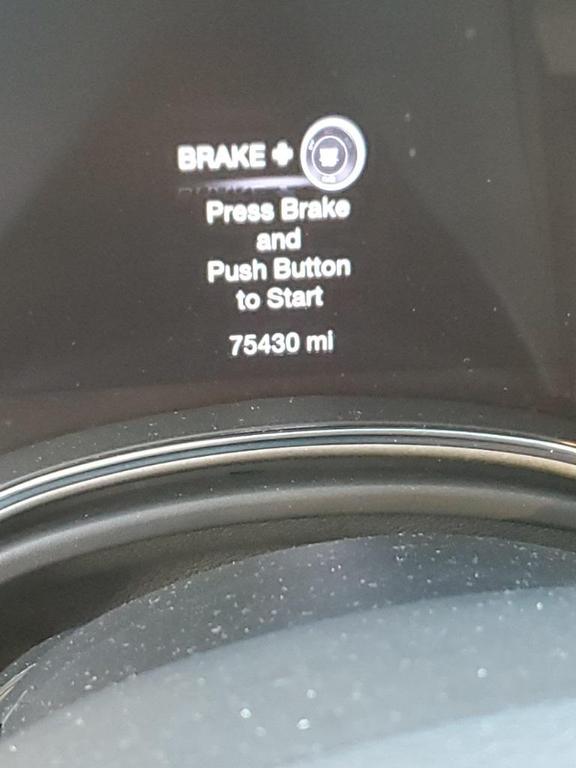 BRAKE +
Press Brake
and
Push Button
to Start
75430 mi